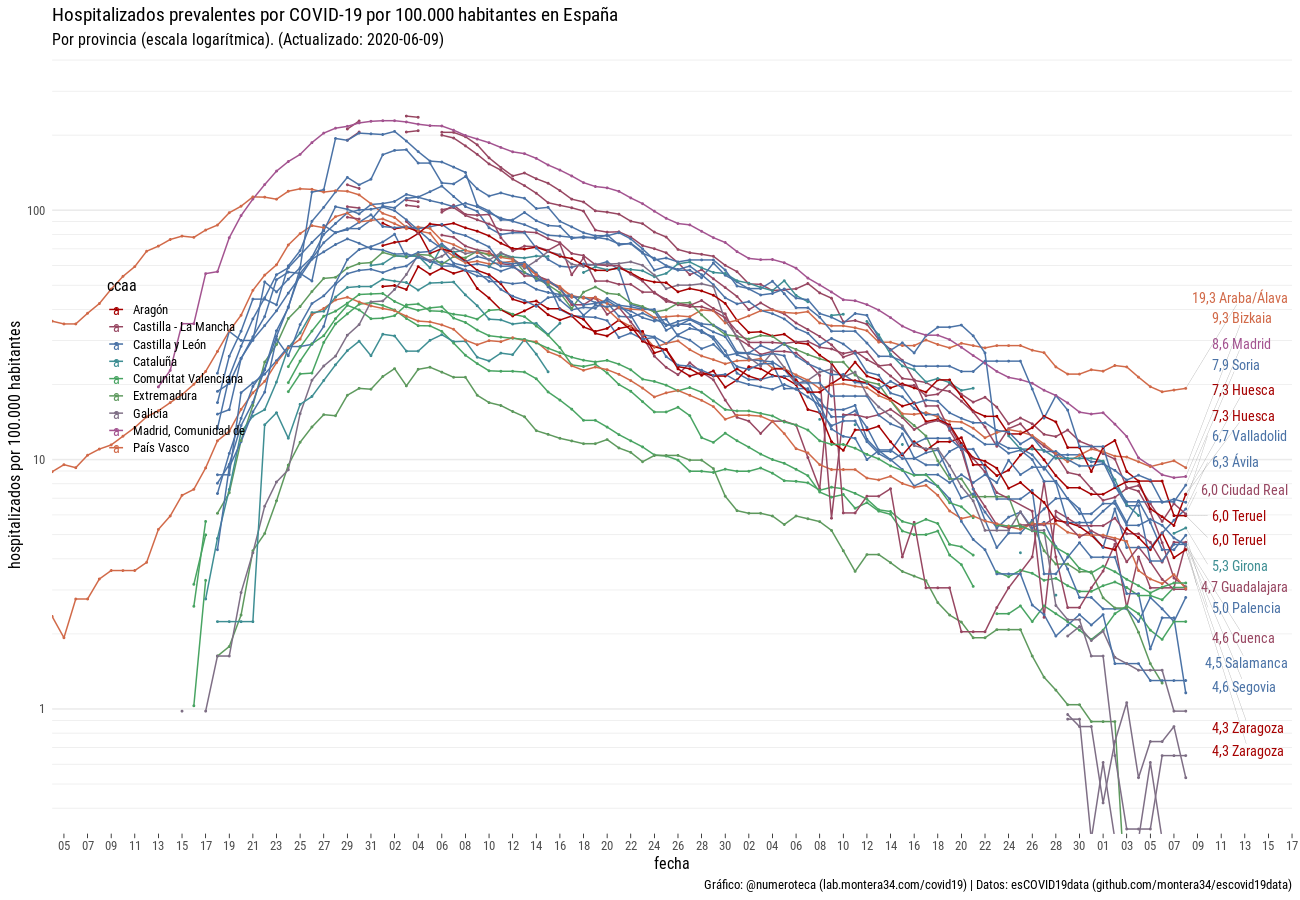 Hospitalizados prevalentes por COVID-19 por 100.000 habitantes en España
Por provincia (escala logarítmica). (Actualizado: 2020-06-09)
hospitalizados por 100.000 habitantes
100
10
1
ccaa
Aragón
Castilla - La Mancha
Castilla y León
Cataluña
Comunitat Valenciana
Extremadura
Galicia
Madrid, Comunidad de
País Vasco
19,3 Araba/Álava
9,3 Bizkaia
8,6 Madrid
7,9 Soria
7,3 Huesca
7,3 Huesca
6,7 Valladolid
6,3 Ávila
6,0 Ciudad Real
6,0 Teruel
6,0 Teruel
5,3 Girona
4,7 Guadalajara
5,0 Palencia
4,6 Cuenca
4,5 Salamanca
4,6 Segovia
4,3 Zaragoza
4,3 Zaragoza
05 07 09 11 13 15 17 19 21 23 25 27 29 31 02 04 06 08 10 12 14 16 18 20 22 24 26 28 30 02 04 06 08 10 12 14 16 18 20 22 24 26 28 30 01 03 05 07 09 11 13 15 17
fecha
Gráfico: @numeroteca (lab.montera34.com/covid19) | Datos: esCOVID19data (github.com/montera34/escovid19data)